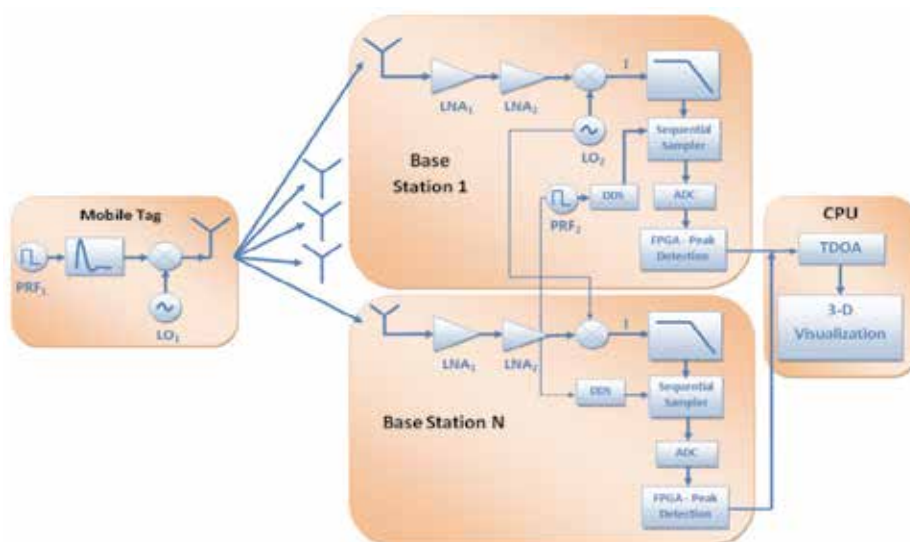 Mobile Tag
PRF₁
LO₁
LNA₁
LNA₂
I
LO₂
Base
Station 1
PRF₂
DDS
Sequential
Sampler
ADC
FPGA - Peak
Detection
LNA₁
LNA₂
I
DDS
Sequential
Sampler
ADC
FPGA - Peak
Detection
Base Station N
CPU
TDOA
3-D
Visualization